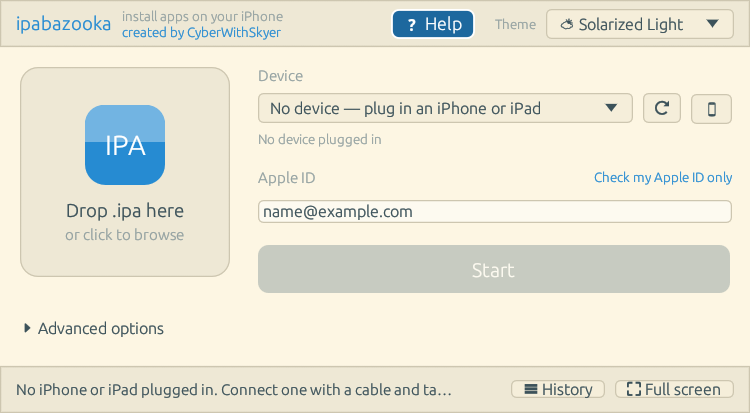 ipabazooka
install apps on your iPhone
created by CyberWithSkyer
? Help
Theme
Solarized Light
IPA
Drop .ipa here
or click to browse
Device
No device — plug in an iPhone or iPad
No device plugged in
Apple ID
Check my Apple ID only
name@example.com
Start
Advanced options
No iPhone or iPad plugged in. Connect one with a cable and ta…
History
Full screen